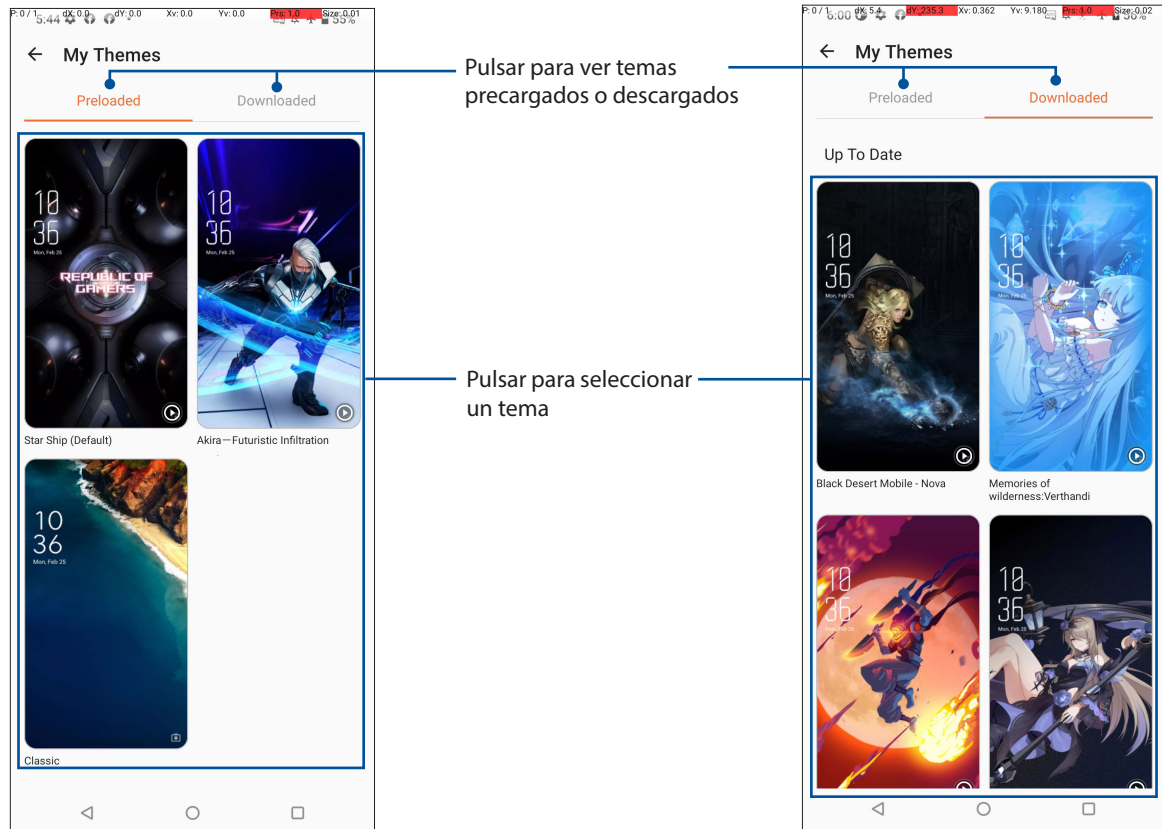 P: 0 / 1 dX: 0.0 dY: 0.0 Xv: 0.0 Yv: 0.0 Prs: 1.0 Size: 0.01
5:44 55%
My Themes
Preloaded Downloaded
18
36
Mon, Feb 25
REPUBLIC OF
GAMERS
Star Ship (Default)
18
36
Mon, Feb 25
Akira—Futuristic Infiltration
10
36
Mon, Feb 25
Classic
Pulsar para ver temas
precargados o descargados
Pulsar para seleccionar
un tema
P: 0 / 1 dX: 5.4 dY: 235.3 Xv: 0.362 Yv: 9.180 Prs: 1.0 Size: 0.02
6:00 56%
My Themes
Preloaded Downloaded
Up To Date
18
36
Mon, Feb 25
Black Desert Mobile - Nova
18
36
Mon, Feb 25
Memories of
wilderness:Verthandi
18
36
Mon, Feb 25
18
36
Mon, Feb 25